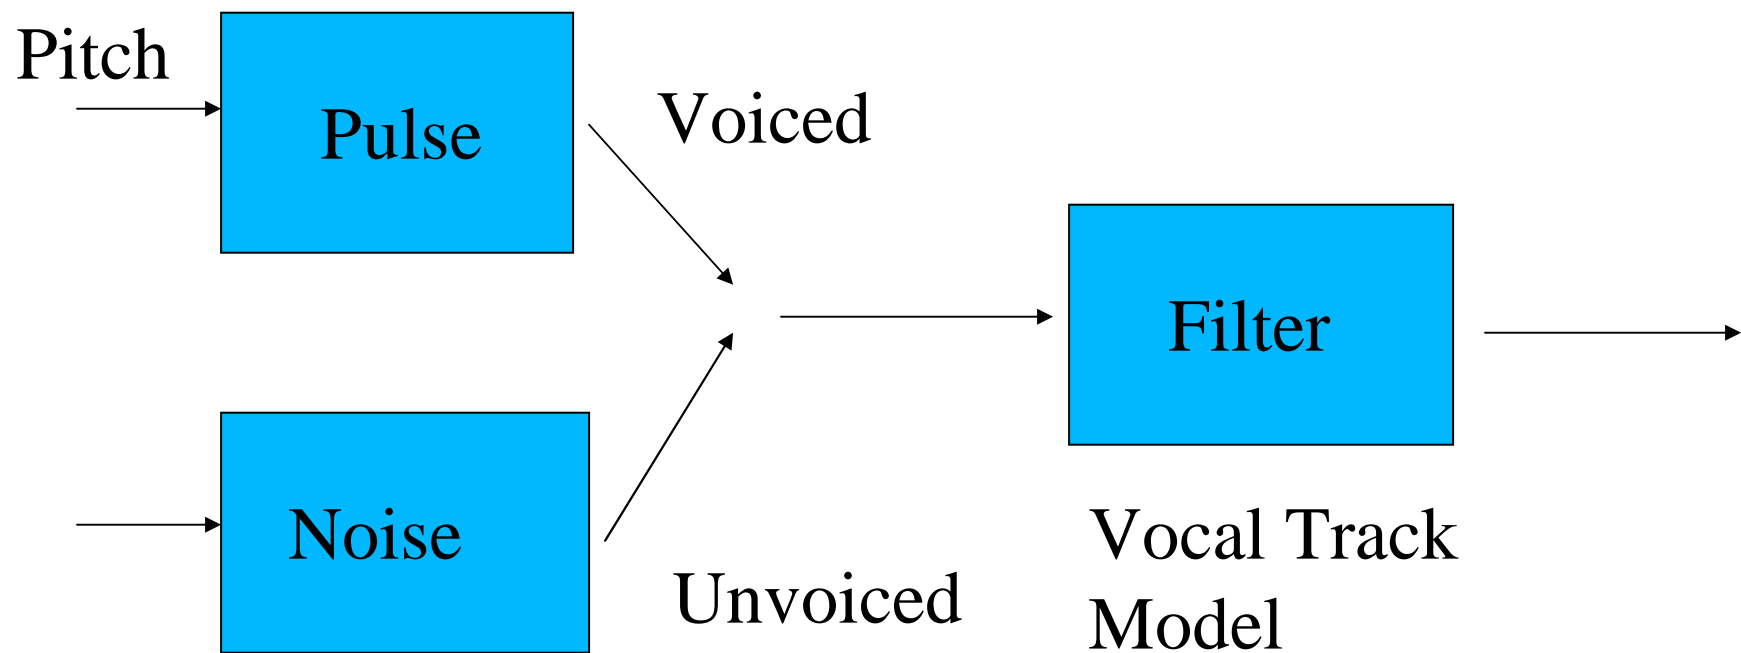 Pitch
Pulse
Voiced
Filter
Noise
Unvoiced
Vocal Track
Model